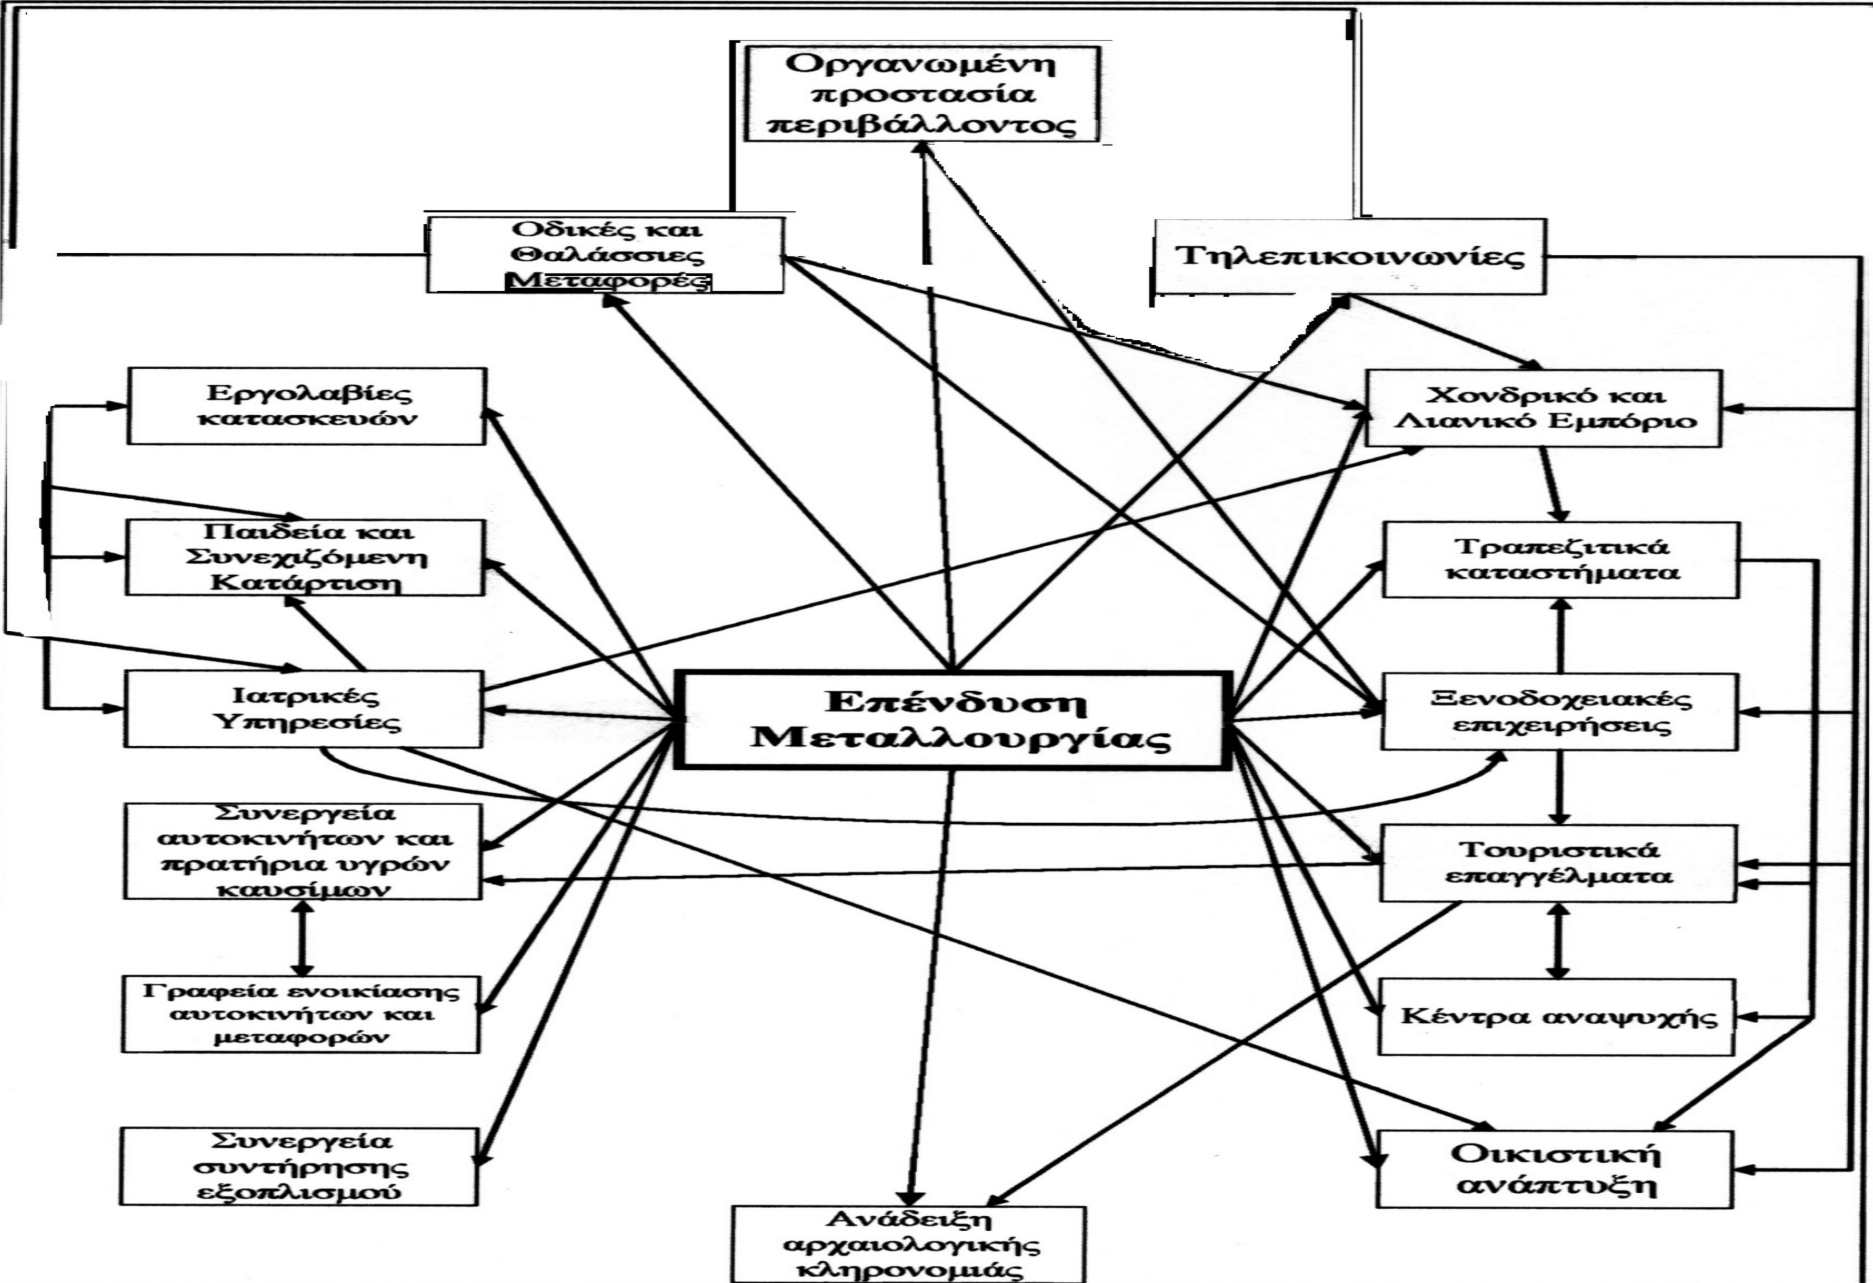 Οργανωμένη
προστασία
περιβάλλοντος
Οδικές και
Θαλάσσιες
Μεταφορές
Τηλεπικοινωνίες
Εργολαβίες
κατασκευών
Χονδρικό και
Λιανικό Εμπόριο
Παιδεία και
Συνεχιζόμενη
Κατάρτιση
Τραπεζιτικά
καταστήματα
Ιατρικές
Υπηρεσίες
Επένδυση
Μεταλλουργίας
Ξενοδοχειακές
επιχειρήσεις
Συνεργεία
αυτοκινήτων και
πρατήρια υγρών
καυσίμων
Τουριστικά
επαγγέλματα
Γραφεία ενοικίασης
αυτοκινήτων και
μεταφορών
Κέντρα αναψυχής
Συνεργεία
συντήρησης
εξοπλισμού
Οικιστική
ανάπτυξη
Ανάδειξη
αρχαιολογικής
κληρονομιάς